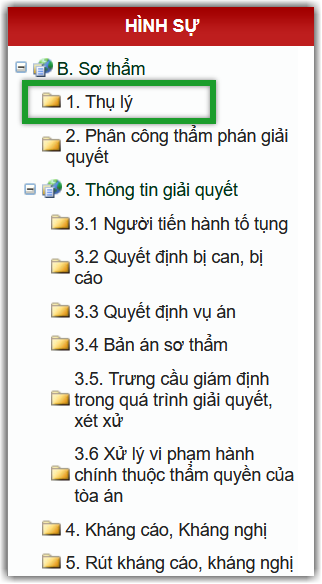 HÌNH SỰ
B. Sơ thẩm
1. Thụ lý
2. Phân công thẩm phán giải
quyết
3. Thông tin giải quyết
3.1 Người tiến hành tố tụng
3.2 Quyết định bị can, bị
cáo
3.3 Quyết định vụ án
3.4 Bản án sơ thẩm
3.5. Trưng cầu giám định
trong quá trình giải quyết,
xét xử
3.6 Xử lý vi phạm hành
chính thuộc thẩm quyền của
tòa án
4. Kháng cáo, Kháng nghị
5. Rút kháng cáo, kháng nghị